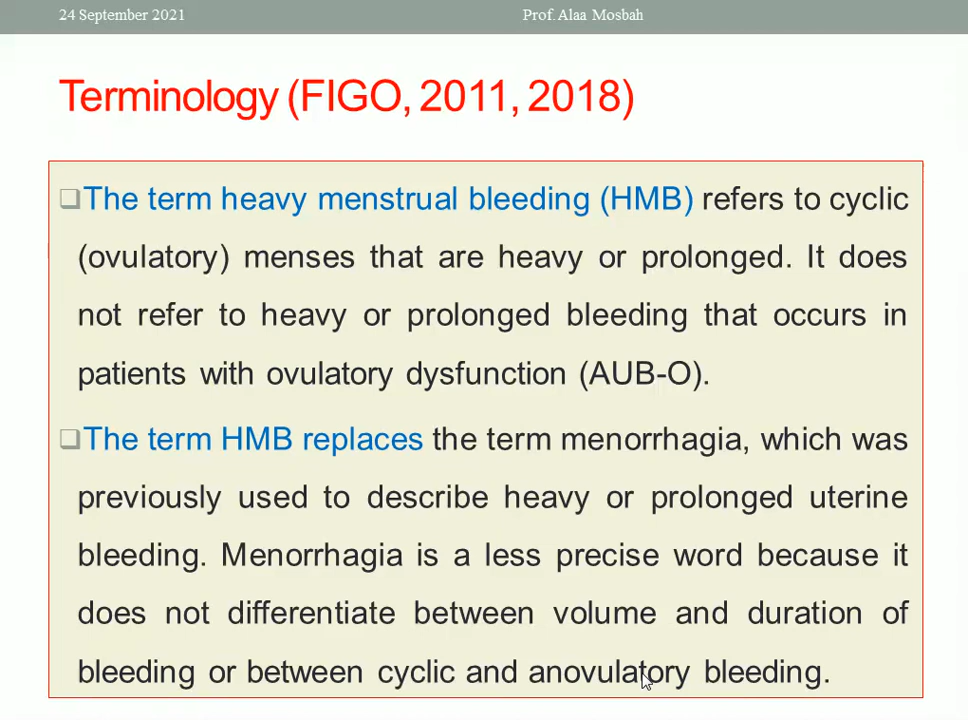 24 September 2021
Prof. Alaa Mosbah
Terminology (FIGO, 2011, 2018)
The term heavy menstrual bleeding (HMB) refers to cyclic
(ovulatory) menses that are heavy or prolonged. It does
not refer to heavy or prolonged bleeding that occurs in
patients with ovulatory dysfunction (AUB-O).
The term HMB replaces the term menorrhagia, which was
previously used to describe heavy or prolonged uterine
bleeding. Menorrhagia is a less precise word because it
does not differentiate between volume and duration of
bleeding or between cyclic and anovulatory bleeding.